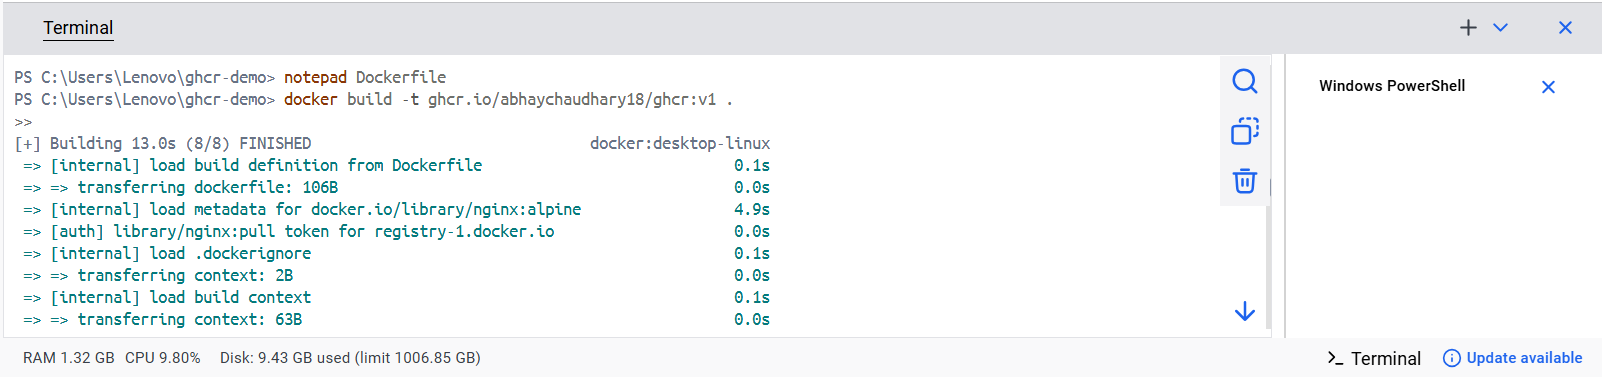 Terminal
PS C:\Users\Lenovo\ghcr-demo> notepad Dockerfile
PS C:\Users\Lenovo\ghcr-demo> docker build -t ghcr.io/abhaychaudhary18/ghcr:v1 .
>>
[+] Building 13.0s (8/8) FINISHED docker:desktop-linux
=> [internal] load build definition from Dockerfile 0.1s
=> => transferring dockerfile: 106B 0.0s
=> [internal] load metadata for docker.io/library/nginx:alpine 4.9s
=> [auth] library/nginx:pull token for registry-1.docker.io 0.0s
=> [internal] load .dockerignore 0.1s
=> => transferring context: 2B 0.0s
=> [internal] load build context 0.1s
=> => transferring context: 63B 0.0s
Windows PowerShell
RAM 1.32 GB CPU 9.80% Disk: 9.43 GB used (limit 1006.85 GB) >_ Terminal Update available